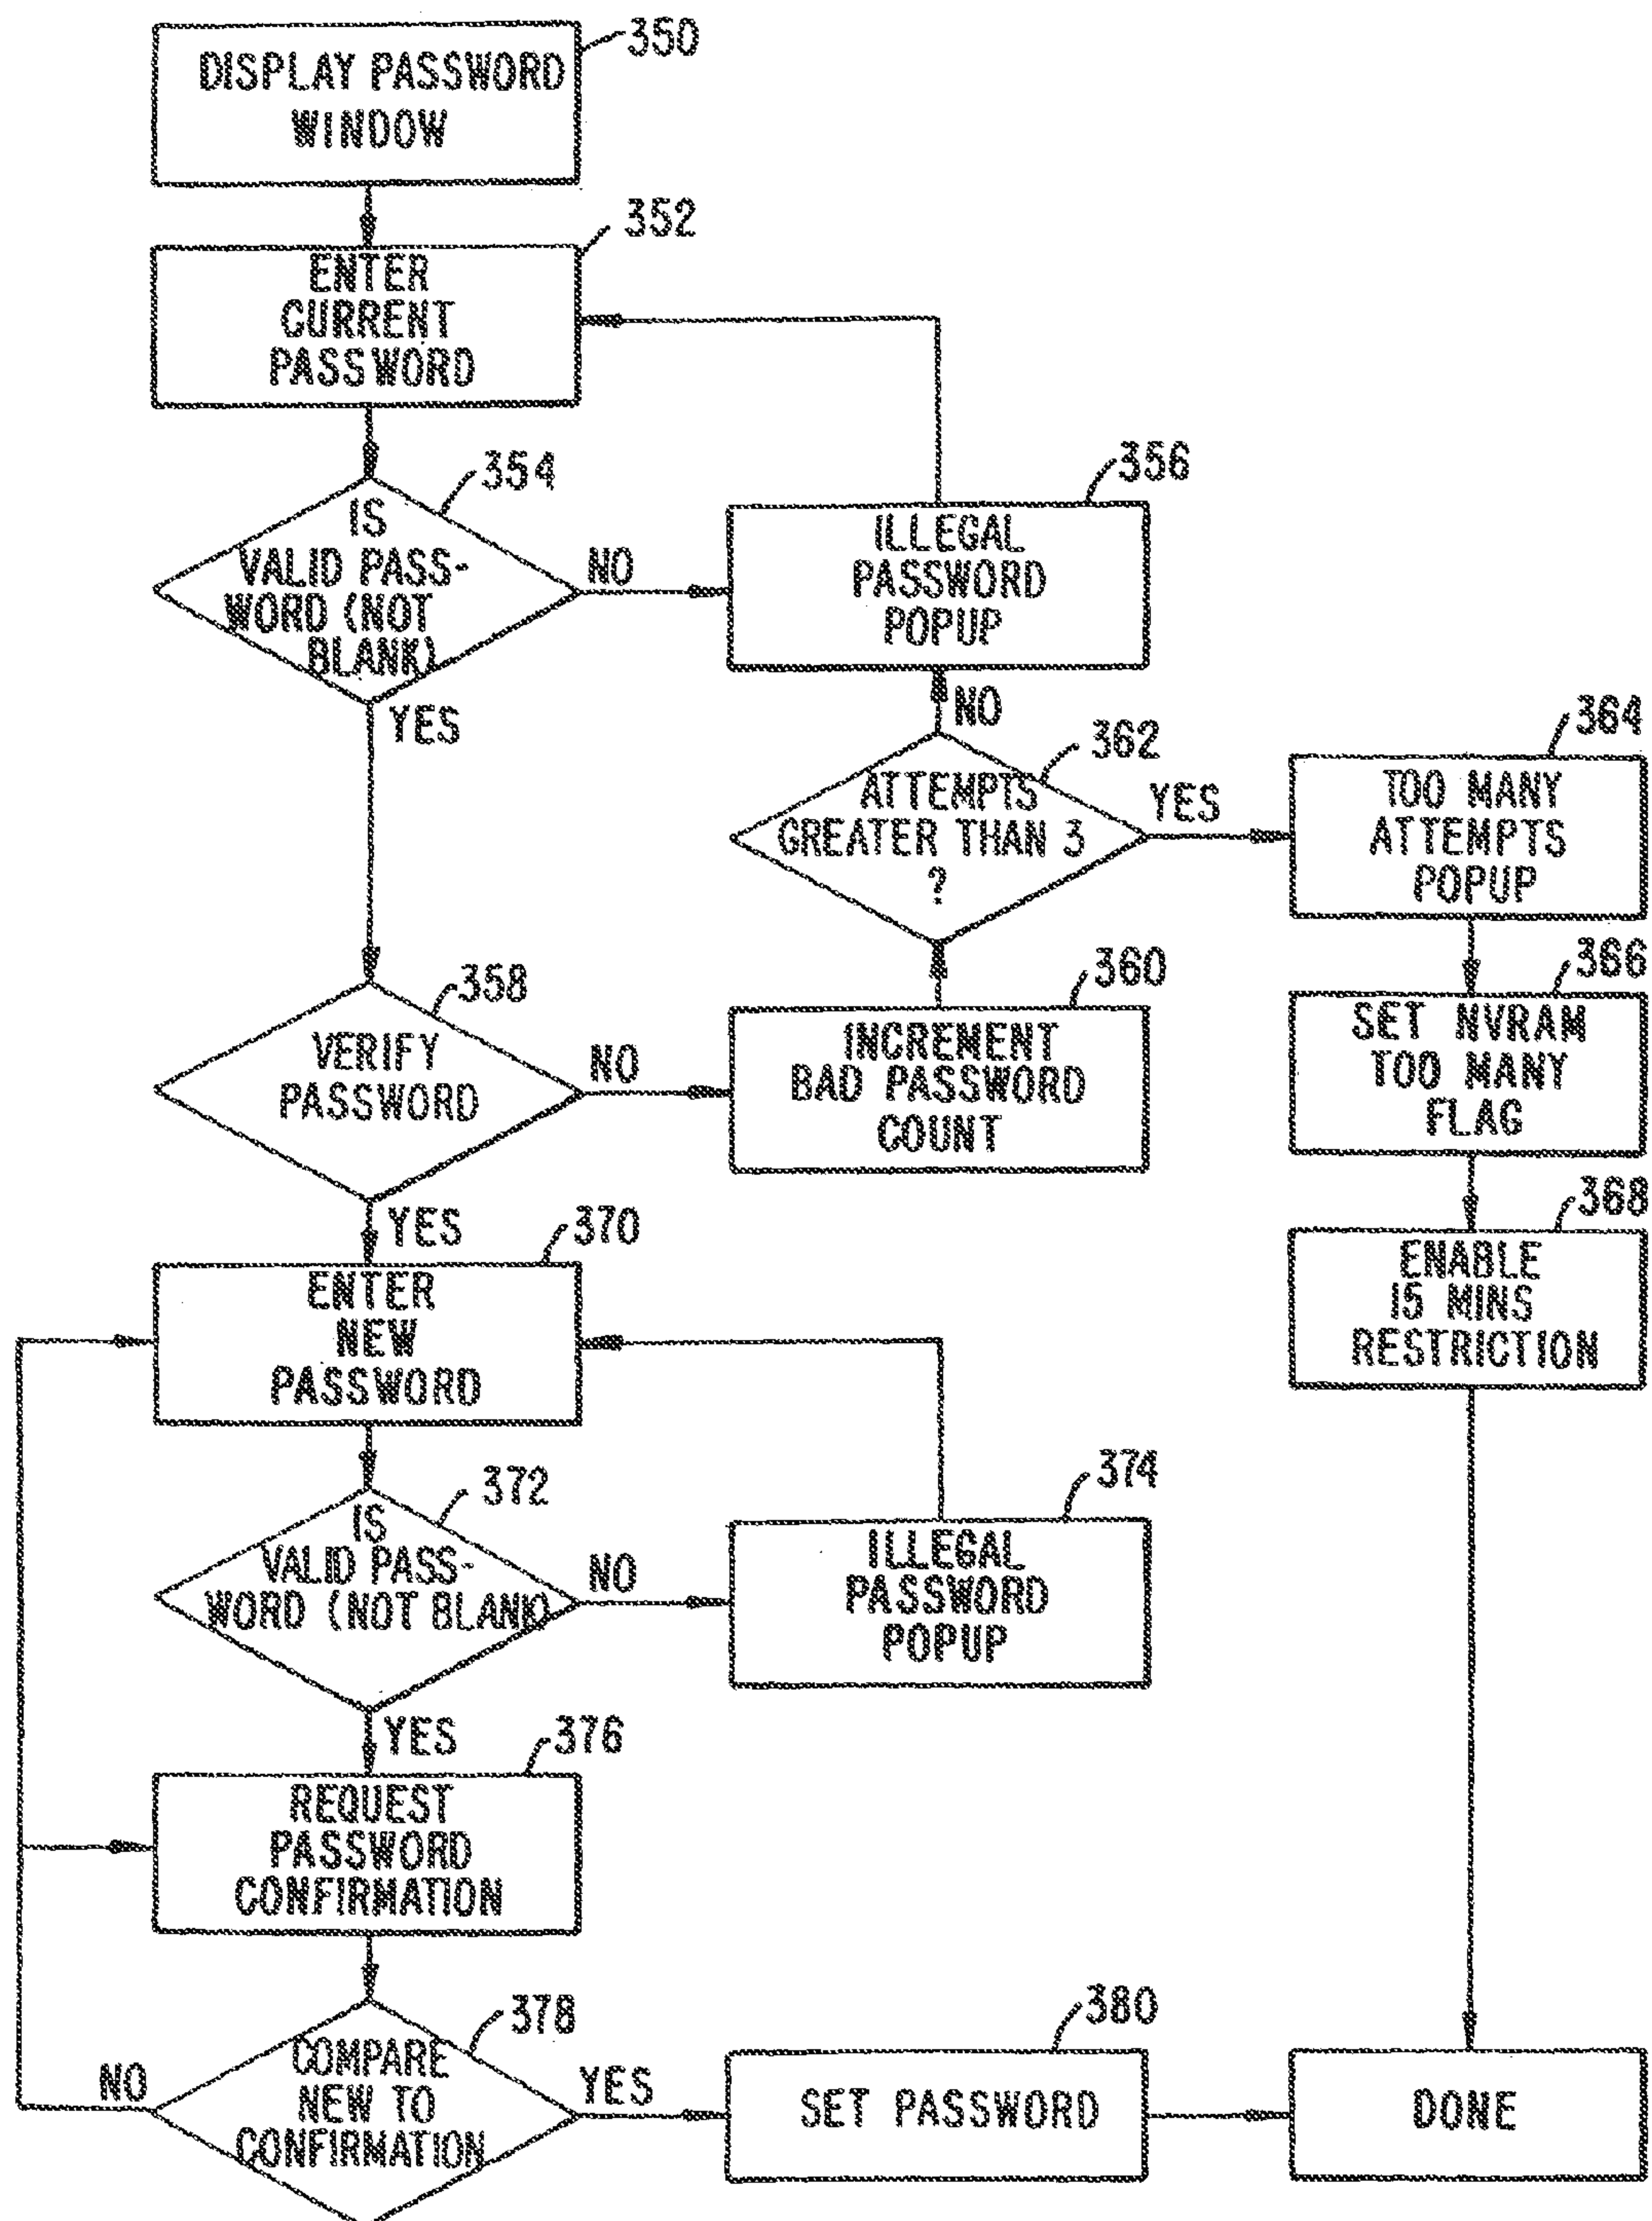 350
DISPLAY PASSWORD
WINDOW
352
ENTER
CURRENT
PASSWORD
354
IS
VALID PASS-
WORD (NOT
BLANK)
NO
YES
356
ILLEGAL
PASSWORD
POPUP
NO
362
ATTEMPTS
GREATER THAN 3
?
YES
364
TOO MANY
ATTEMPTS
POPUP
358
VERIFY
PASSWORD
NO
YES
360
INCREMENT
BAD PASSWORD
COUNT
366
SET NVRAM
TOO MANY
FLAG
368
ENABLE
15 MINS
RESTRICTION
370
ENTER
NEW
PASSWORD
372
IS
VALID PASS-
WORD (NOT BLANK)
NO
YES
374
ILLEGAL
PASSWORD
POPUP
376
REQUEST
PASSWORD
CONFIRMATION
378
COMPARE
NEW TO
CONFIRMATION
NO
YES
380
SET PASSWORD
DONE